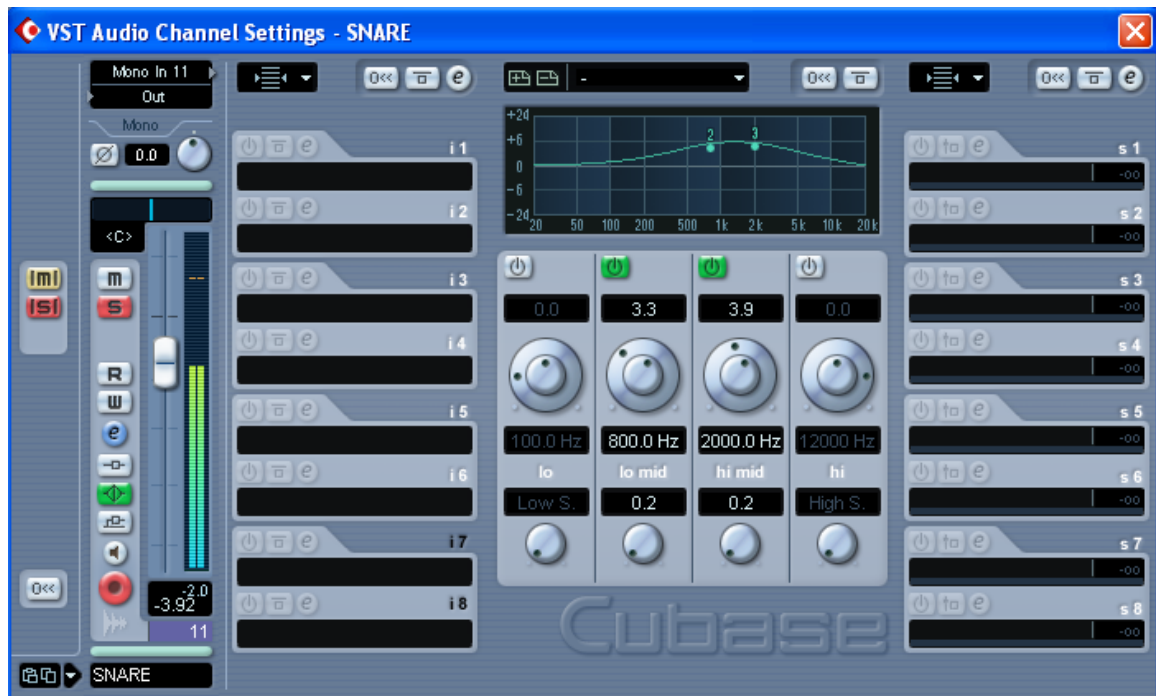 VST Audio Channel Settings - SNARE
Mono In 11
Out
Mono
0.0
<C>
m
S
R
W
e
-2.0
-3.92
11
SNARE
[m]
[S]
0<<
0<< e
i 1
i 2
i 3
i 4
i 5
i 6
i 7
i 8
-
0<<
+24
+6
0
-6
-24
2 3
20 50 100 200 500 1k 2k 5k 10k 20k
0.0 3.3 3.9 0.0
100.0 Hz 800.0 Hz 2000.0 Hz 12000 Hz
lo lo mid hi mid hi
Low S. 0.2 0.2 High S.
Cubase
0<< e
s 1
-oo
s 2
-oo
s 3
-oo
s 4
-oo
s 5
-oo
s 6
-oo
s 7
-oo
s 8
-oo